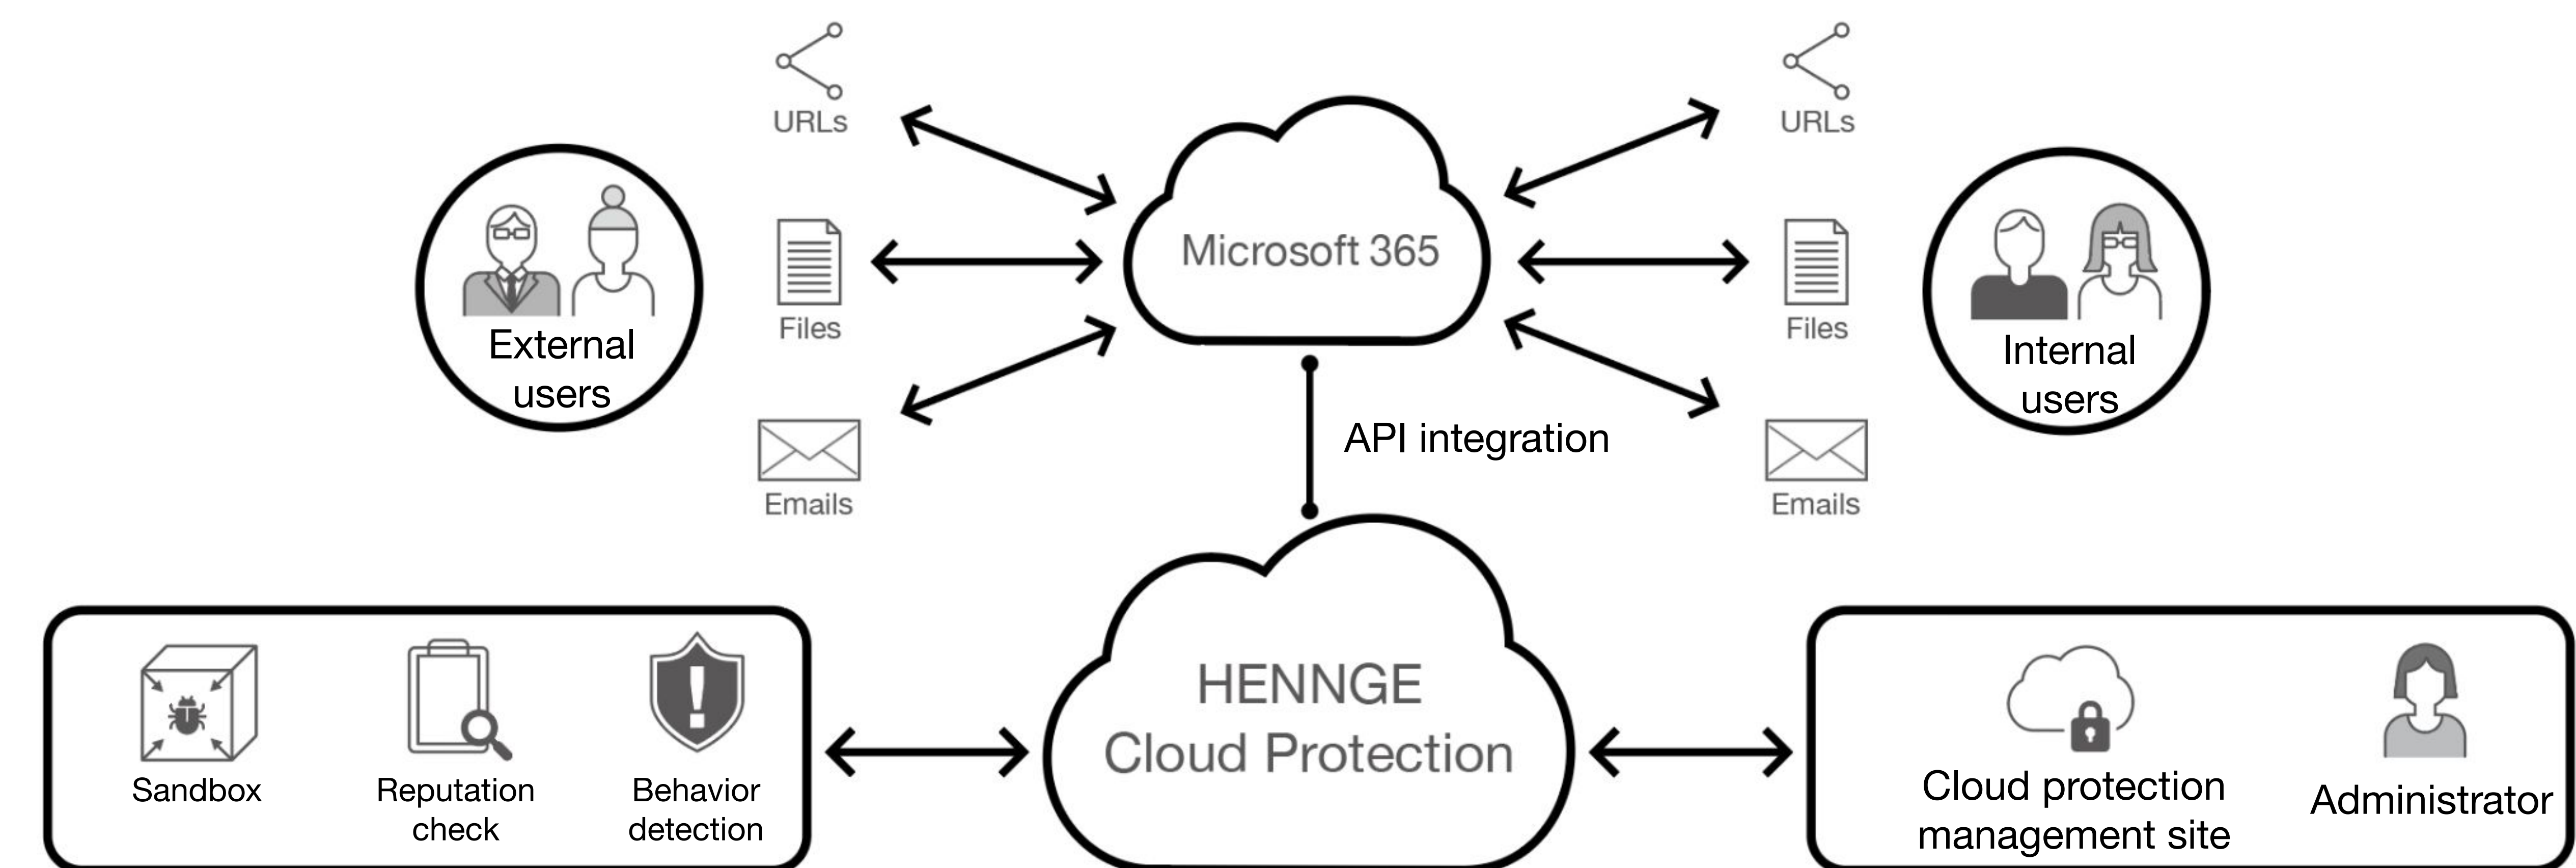 URLs
URLs
Microsoft 365
Files
Files
External
users
Internal
users
API integration
Emails
Emails
HENNGE
Cloud Protection
Sandbox
Reputation
check
Behavior
detection
Cloud protection
management site
Administrator